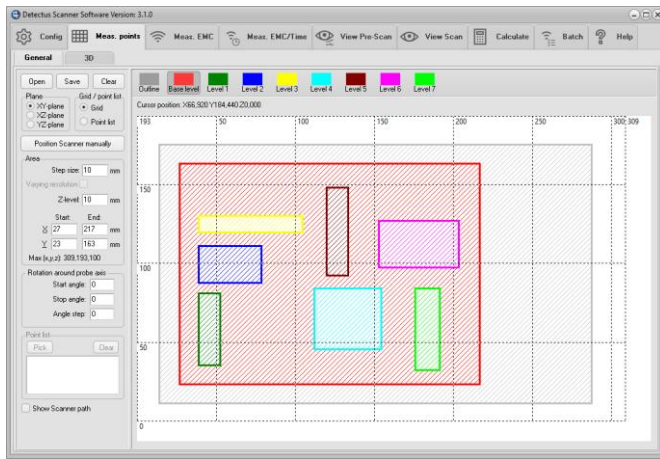 Detectus Scanner Software Version: 3.1.0
Config Meas. points Meas. EMC Meas. EMC/Time View Pre-Scan View Scan Calculate Batch Help
General 3D
Open Save Clear
Plane Grid / point list
XY-plane Grid
XZ-plane Point list
YZ-plane
Position Scanner manually
Area
Step size: 10 mm
Varying resolution
Z-level: 10 mm
Start: End:
X 27 217 mm
Y 23 163 mm
Max (x,y,z): 309,193,100
Rotation around probe axis
Start angle: 0
Stop angle: 0
Angle step: 0
Point list
Pick Clear
Show Scanner path
Outline Base level Level 1 Level 2 Level 3 Level 4 Level 5 Level 6 Level 7
Cursor position: X66,920 Y184,440 Z0,000
193 50 100 150 200 250 300 309
150
100
50
0